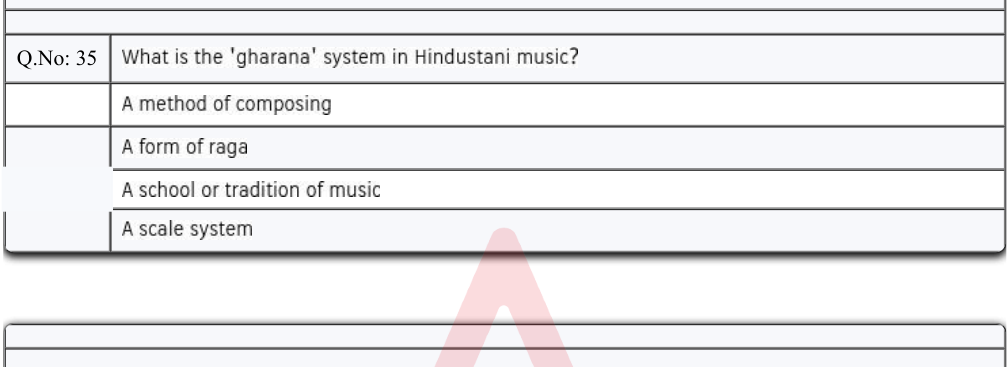 Q.No: 35 What is the 'gharana' system in Hindustani music?
A method of composing
A form of raga
A school or tradition of music
A scale system